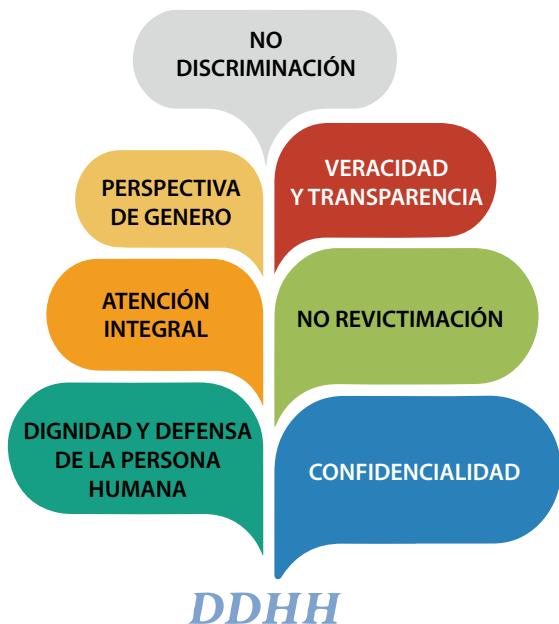 NO
DISCRIMINACIÓN
PERSPECTIVA
DE GENERO
VERACIDAD
Y TRANSPARENCIA
ATENCIÓN
INTEGRAL
NO REVICTIMACIÓN
DIGNIDAD Y DEFENSA
DE LA PERSONA
HUMANA
CONFIDENCIALIDAD
DDHH